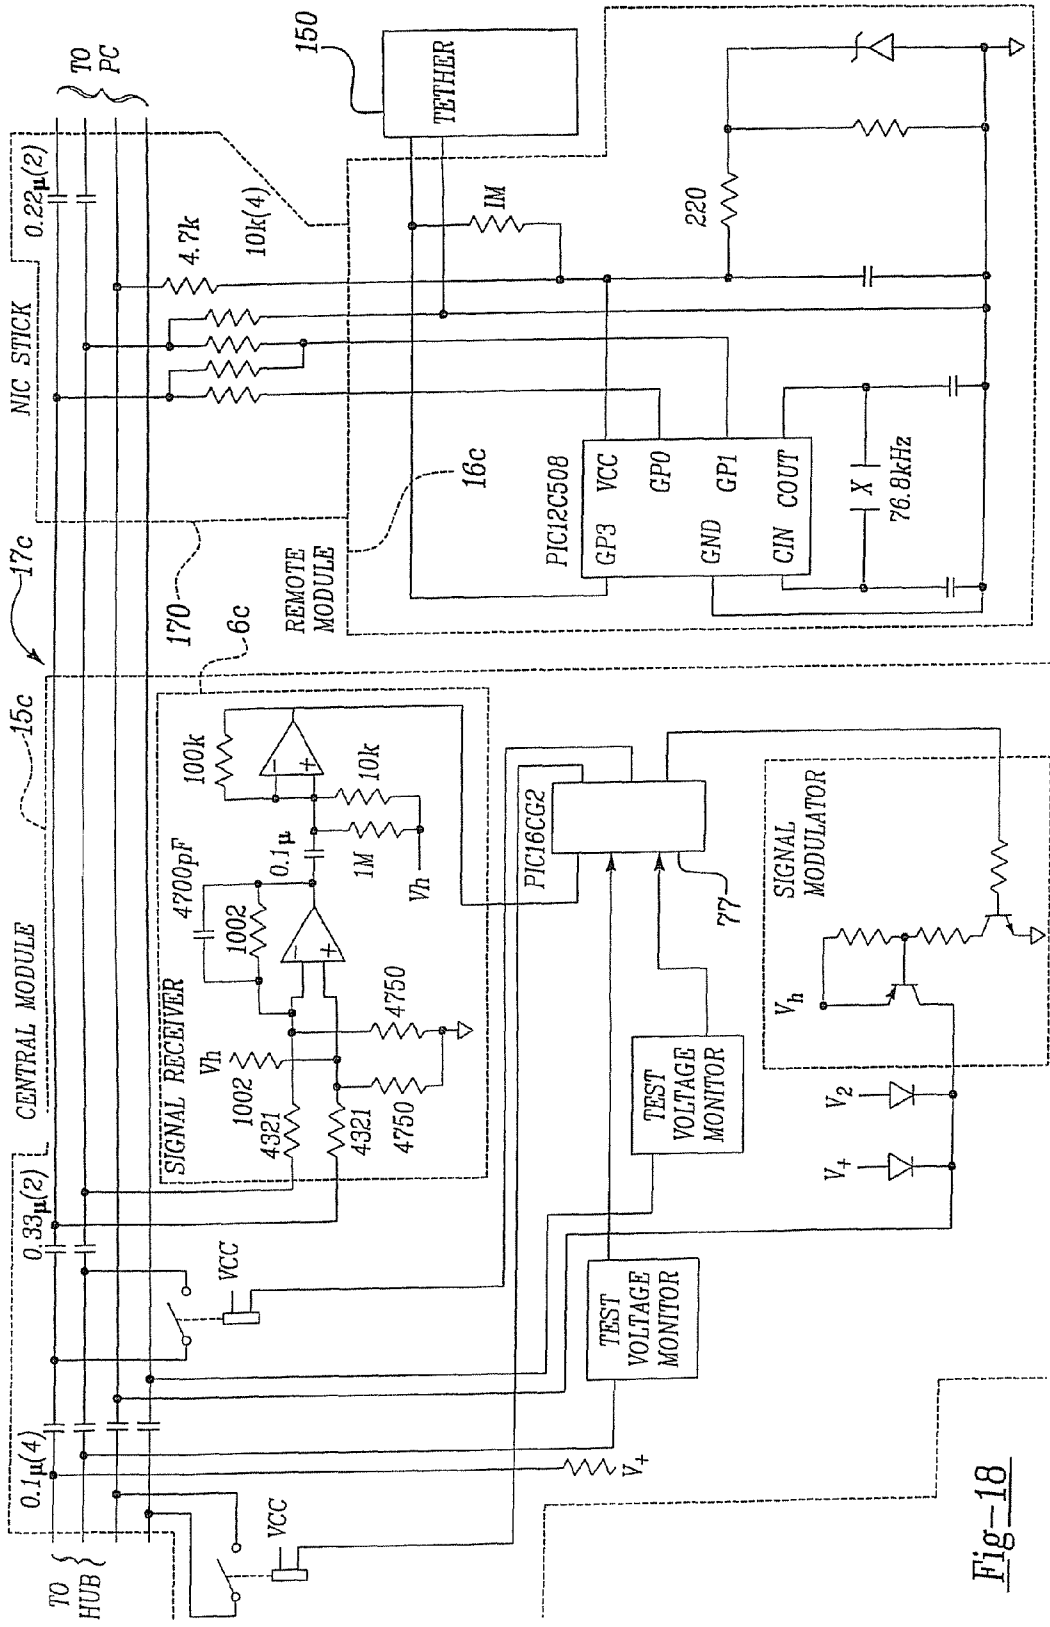 17c
15c
CENTRAL MODULE
NIC STICK
TO
HUB
0.1μ(4)
0.33μ(2)
0.22μ(2)
TO
PC
170
6c
16c
150
VCC
VCC
V+
SIGNAL RECEIVER
4700pF
1002
Vh
1002
4321
4321
4750
4750
0.1μ
100k
1M
10k
Vh
4.7k
10k(4)
1M
TETHER
REMOTE
MODULE
PIC12C508
GP3
VCC
GP0
GND
GP1
CIN
COUT
X
76.8kHz
220
PIC16CG2
77
TEST
VOLTAGE
MONITOR
TEST
VOLTAGE
MONITOR
V+
V2
SIGNAL
MODULATOR
Vh
Fig-18